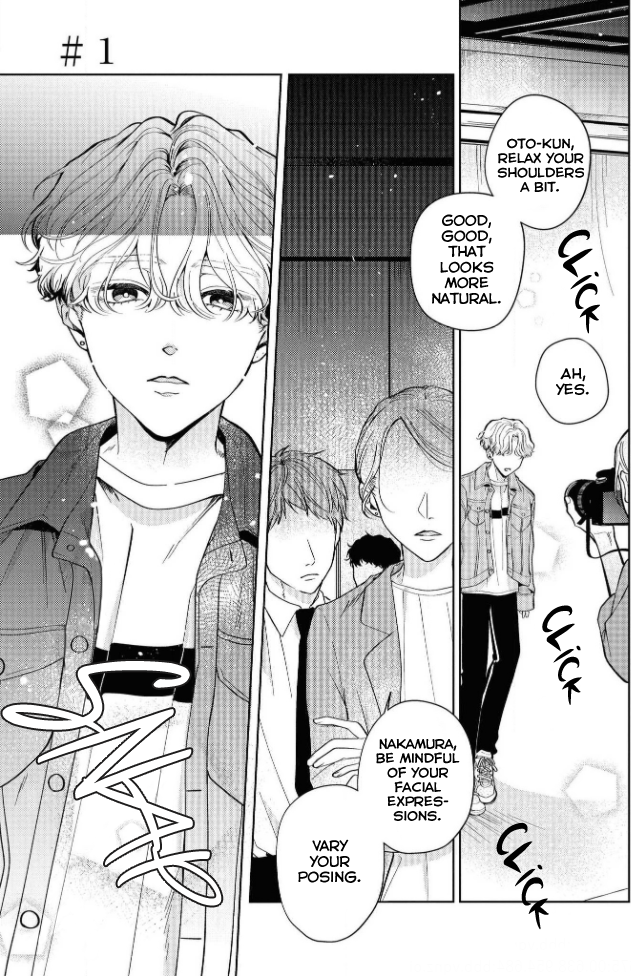 #1
OTO-KUN,
RELAX YOUR
SHOULDERS
A BIT.
GOOD,
GOOD,
THAT
LOOKS
MORE
NATURAL.
CLICK
AH,
YES.
CLICK
CLICK
NAKAMURA,
BE MINDFUL
OF YOUR
FACIAL
EXPRES-
SIONS.
VARY
YOUR
POSING.
SNAP